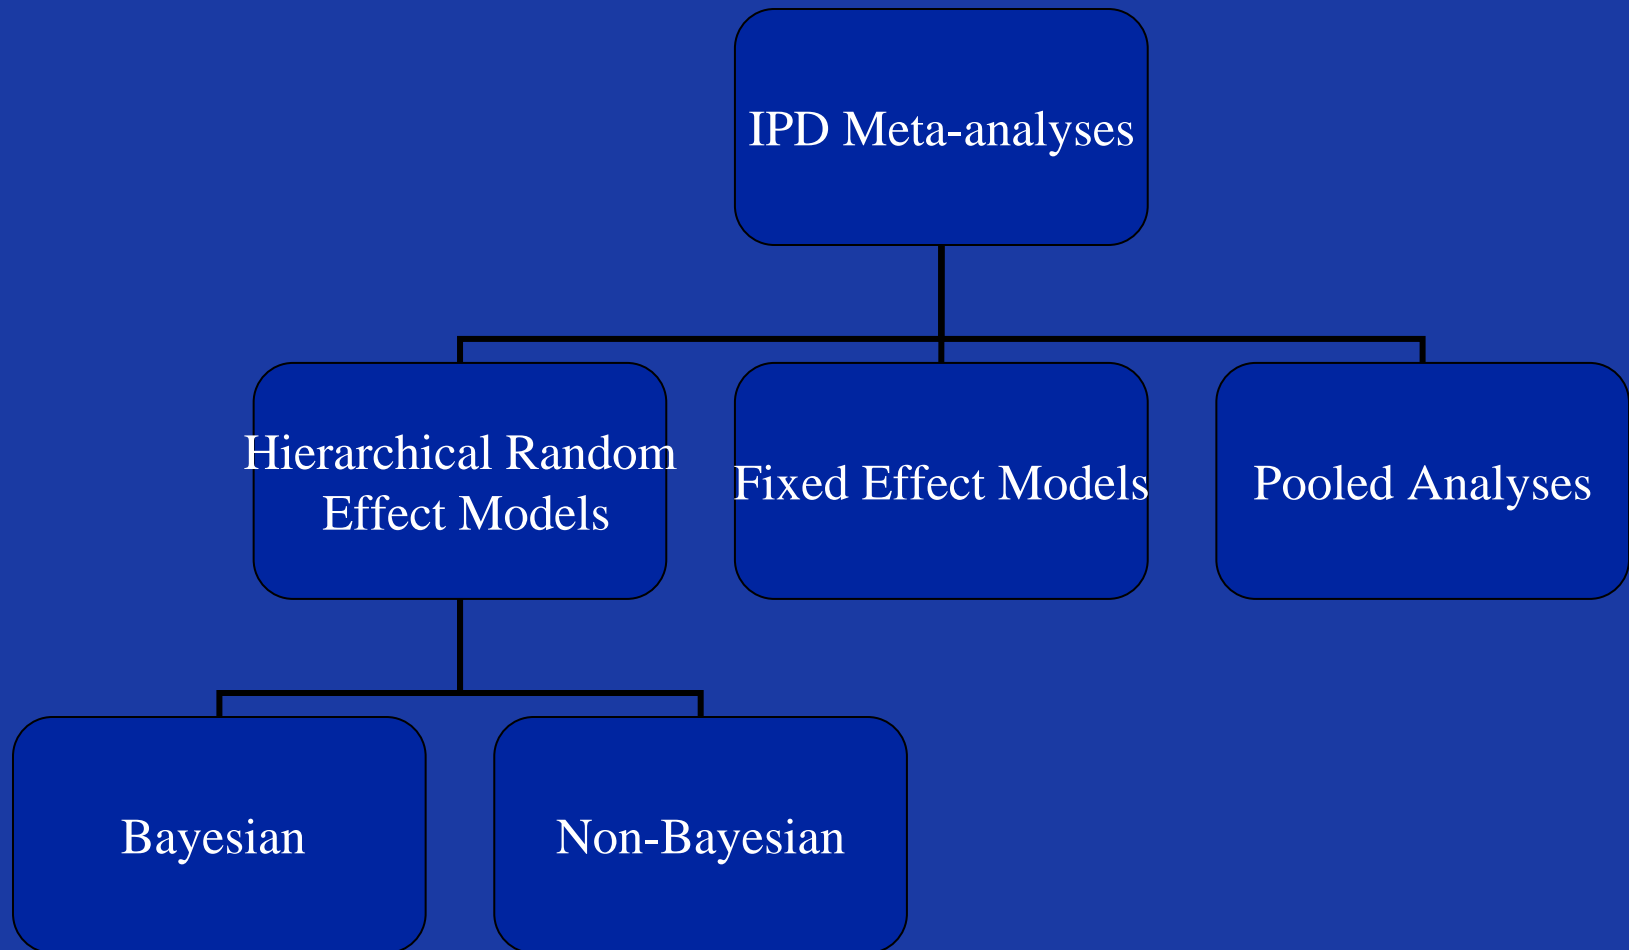 IPD Meta-analyses
Hierarchical Random
Effect Models
Fixed Effect Models
Pooled Analyses
Bayesian
Non-Bayesian